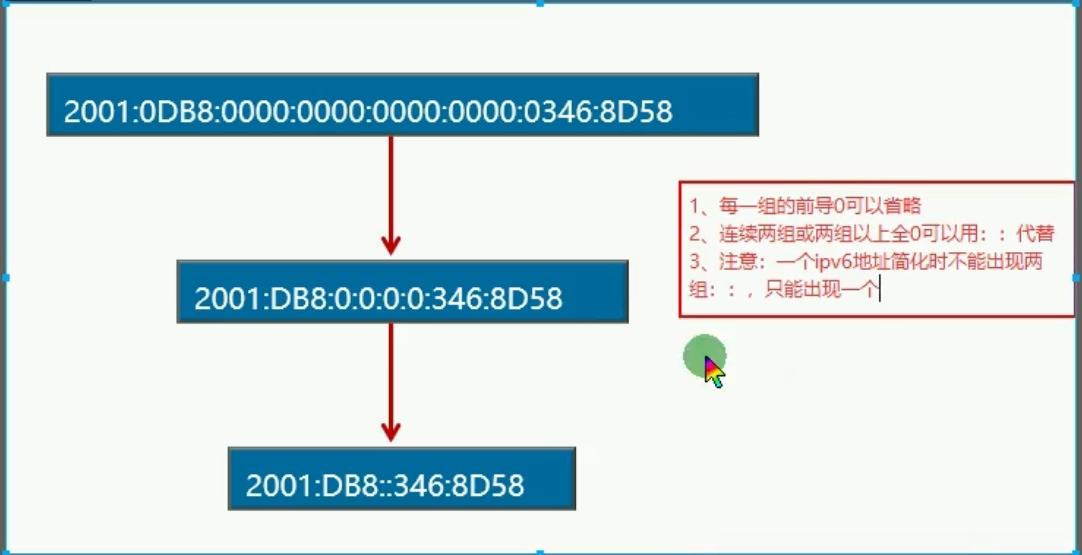 2001:0DB8:0000:0000:0000:0000:0346:8D58
1、每一组的前导0可以省略
2、连续两组或两组以上全0可以用：：代替
3、注意：一个ipv6地址简化时不能出现两
组：：，只能出现一个
2001:DB8:0:0:0:0:346:8D58
2001:DB8::346:8D58